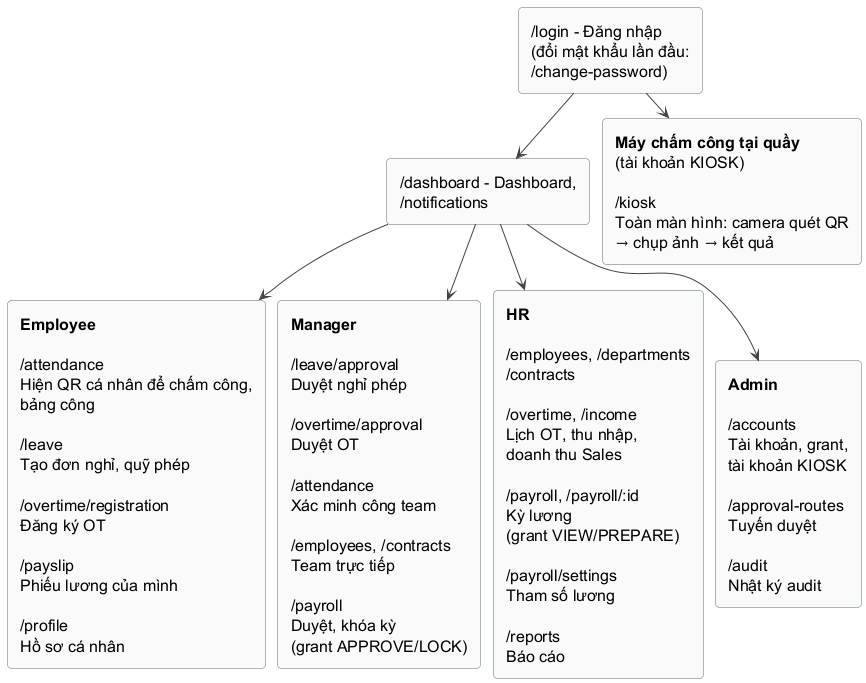 /login - Đăng nhập
(đổi mật khẩu lần đầu:
/change-password)
Máy chấm công tại quầy
(tài khoản KIOSK)
/kiosk
Toàn màn hình: camera quét QR
→ chụp ảnh → kết quả
/dashboard - Dashboard,
/notifications
Employee
/attendance
Hiện QR cá nhân để chấm công,
bảng công
/leave
Tạo đơn nghỉ, quỹ phép
/overtime/registration
Đăng ký OT
/payslip
Phiếu lương của mình
/profile
Hồ sơ cá nhân
Manager
/leave/approval
Duyệt nghỉ phép
/overtime/approval
Duyệt OT
/attendance
Xác minh công team
/employees, /contracts
Team trực tiếp
/payroll
Duyệt, khóa kỳ
(grant APPROVE/LOCK)
HR
/employees, /departments
/contracts
/overtime, /income
Lịch OT, thu nhập,
doanh thu Sales
/payroll, /payroll/:id
Kỳ lương
(grant VIEW/PREPARE)
/payroll/settings
Tham số lương
/reports
Báo cáo
Admin
/accounts
Tài khoản, grant,
tài khoản KIOSK
/approval-routes
Tuyến duyệt
/audit
Nhật ký audit